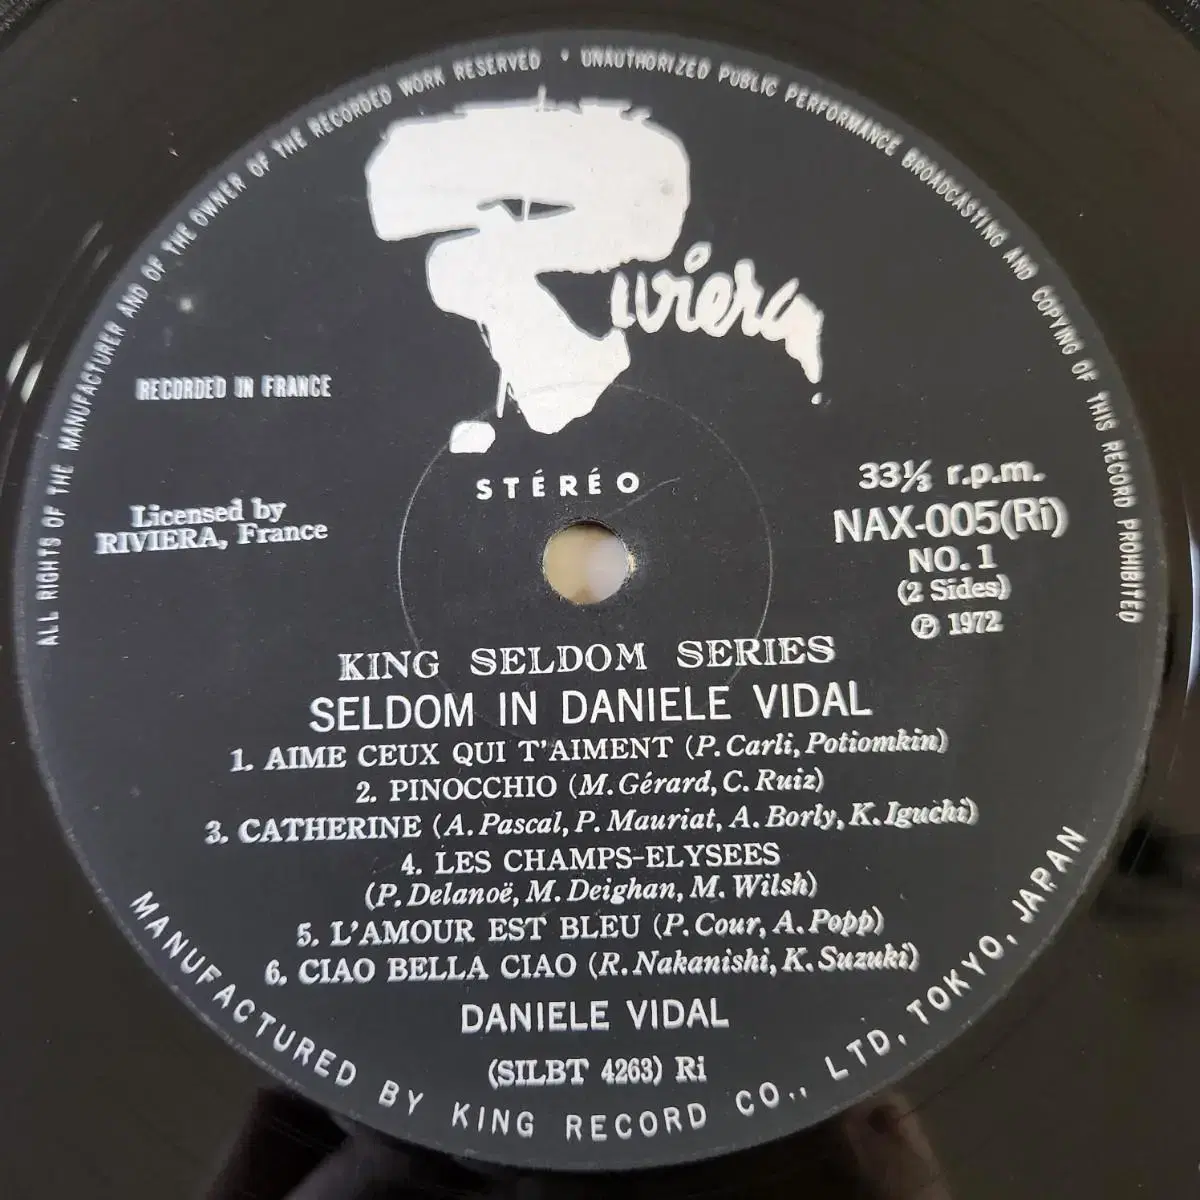 ALL RIGHTS OF THE MANUFACTURER AND OF THE OWNER OF THE RECORDED WORK RESERVED • UNAUTHORIZED PUBLIC PERFORMANCE BROADCASTING AND COPYING OF THIS RECORD PROHIBITED
Riviera
RECORDED IN FRANCE
STÉRÉO
Licensed by
RIVIERA, France
33⅓ r.p.m.
NAX-005(Ri)
NO. 1
(2 Sides)
Ⓟ 1972
KING SELDOM SERIES
SELDOM IN DANIELE VIDAL
1. AIME CEUX QUI T'AIMENT (P. Carli, Potiomkin)
2. PINOCCHIO (M. Gérard, C. Ruiz)
3. CATHERINE (A. Pascal, P. Mauriat, A. Borly, K. Iguchi)
4. LES CHAMPS-ELYSEES
(P. Delanoë, M. Deighan, M. Wilsh)
5. L'AMOUR EST BLEU (P. Cour, A. Popp)
6. CIAO BELLA CIAO (R. Nakanishi, K. Suzuki)
DANIELE VIDAL
(SILBT 4263) Ri
MANUFACTURED BY KING RECORD CO., LTD, TOKYO, JAPAN